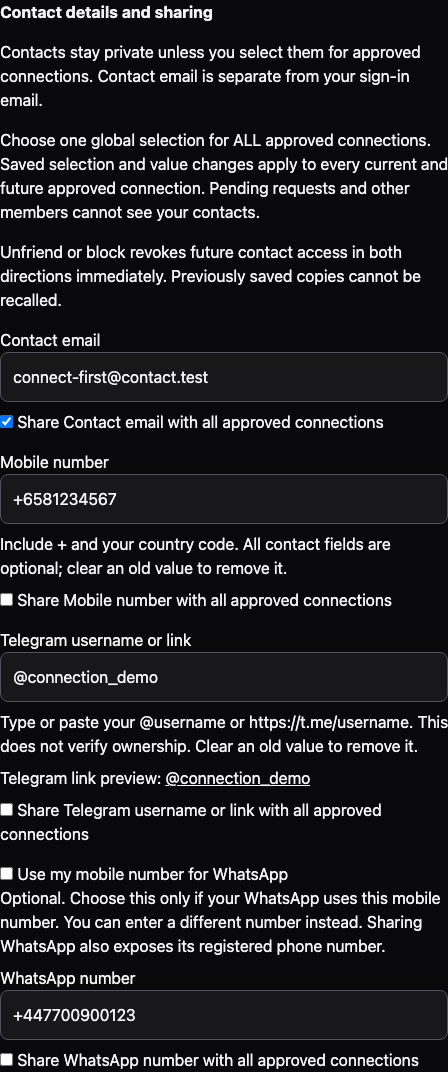 Contact details and sharing
Contacts stay private unless you select them for approved
connections. Contact email is separate from your sign-in
email.
Choose one global selection for ALL approved connections.
Saved selection and value changes apply to every current and
future approved connection. Pending requests and other
members cannot see your contacts.
Unfriend or block revokes future contact access in both
directions immediately. Previously saved copies cannot be
recalled.
Contact email
connect-first@contact.test
Share Contact email with all approved connections
Mobile number
+6581234567
Include + and your country code. All contact fields are
optional; clear an old value to remove it.
Share Mobile number with all approved connections
Telegram username or link
@connection_demo
Type or paste your @username or https://t.me/username. This
does not verify ownership. Clear an old value to remove it.
Telegram link preview: @connection_demo
Share Telegram username or link with all approved
connections
Use my mobile number for WhatsApp
Optional. Choose this only if your WhatsApp uses this mobile
number. You can enter a different number instead. Sharing
WhatsApp also exposes its registered phone number.
WhatsApp number
+447700900123
Share WhatsApp number with all approved connections